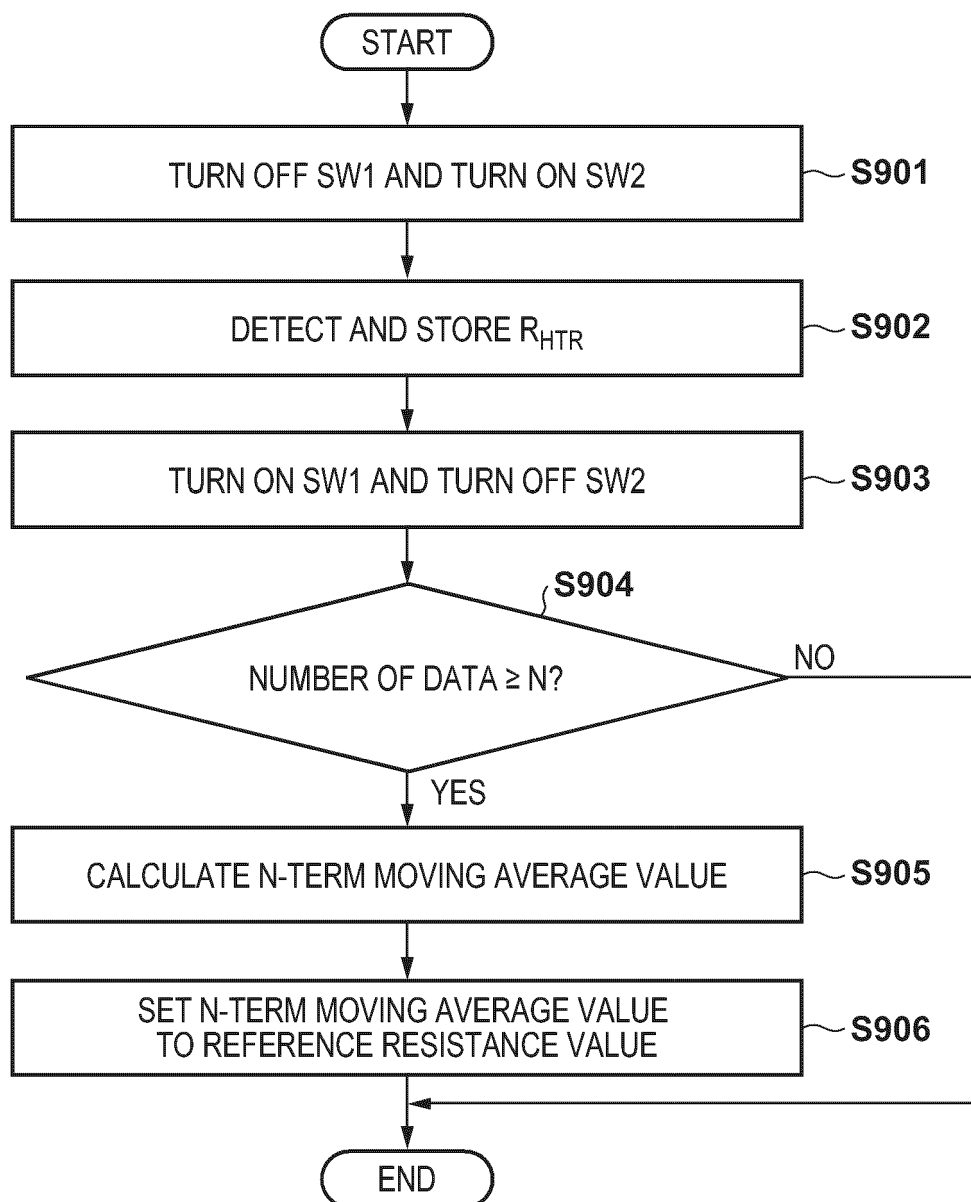 START
TURN OFF SW1 AND TURN ON SW2
S901
DETECT AND STORE RHTR
S902
TURN ON SW1 AND TURN OFF SW2
S903
S904
NUMBER OF DATA ≥ N?
NO
YES
CALCULATE N-TERM MOVING AVERAGE VALUE
S905
SET N-TERM MOVING AVERAGE VALUE
TO REFERENCE RESISTANCE VALUE
S906
END